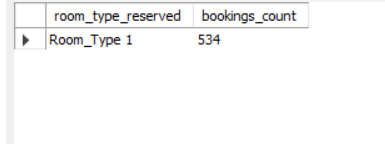 room_type_reserved bookings_count
Room_Type 1 534